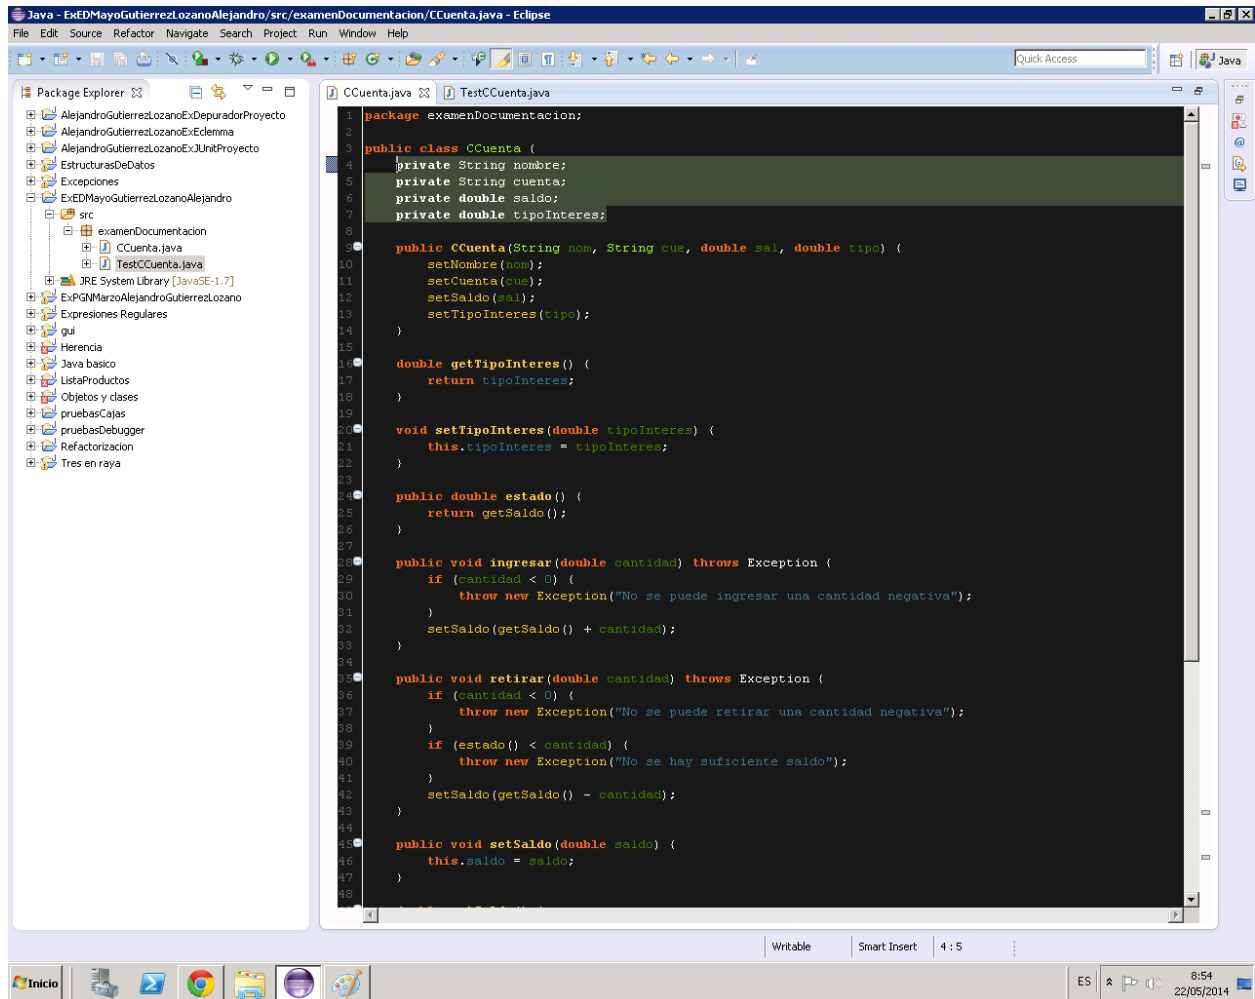 Java - ExEDMayoGutierrezLozanoAlejandro/src/examenDocumentacion/CCuenta.java - Eclipse
File Edit Source Refactor Navigate Search Project Run Window Help
Quick Access
Java
Package Explorer
AlejandroGutierrezLozanoExDepuradorProyecto
AlejandroGutierrezLozanoExEclemma
AlejandroGutierrezLozanoExJUnitProyecto
EstructurasDeDatos
Excepciones
ExEDMayoGutierrezLozanoAlejandro
src
examenDocumentacion
CCuenta.java
TestCCuenta.java
JRE System Library [JavaSE-1.7]
ExPGNMarzoAlejandroGutierrezLozano
Expresiones Regulares
gui
Herencia
Java basico
ListaProductos
Objetos y clases
pruebasCajas
pruebasDebugger
Refactorizacion
Tres en raya
CCuenta.java TestCCuenta.java
1 package examenDocumentacion;
2
3 public class CCuenta {
4 private String nombre;
5 private String cuenta;
6 private double saldo;
7 private double tipoInteres;
8
9 public CCuenta(String nom, String cue, double sal, double tipo) {
10 setNombre(nom);
11 setCuenta(cue);
12 setSaldo(sal);
13 setTipoInteres(tipo);
14 }
15
16 double getTipoInteres() {
17 return tipoInteres;
18 }
19
20 void setTipoInteres(double tipoInteres) {
21 this.tipoInteres = tipoInteres;
22 }
23
24 public double estado() {
25 return getSaldo();
26 }
27
28 public void ingresar(double cantidad) throws Exception {
29 if (cantidad < 0) {
30 throw new Exception("No se puede ingresar una cantidad negativa");
31 }
32 setSaldo(getSaldo() + cantidad);
33 }
34
35 public void retirar(double cantidad) throws Exception {
36 if (cantidad < 0) {
37 throw new Exception("No se puede retirar una cantidad negativa");
38 }
39 if (estado() < cantidad) {
40 throw new Exception("No se hay suficiente saldo");
41 }
42 setSaldo(getSaldo() - cantidad);
43 }
44
45 public void setSaldo(double saldo) {
46 this.saldo = saldo;
47 }
48
Writable Smart Insert 4 : 5
Inicio
ES
8:54
22/05/2014